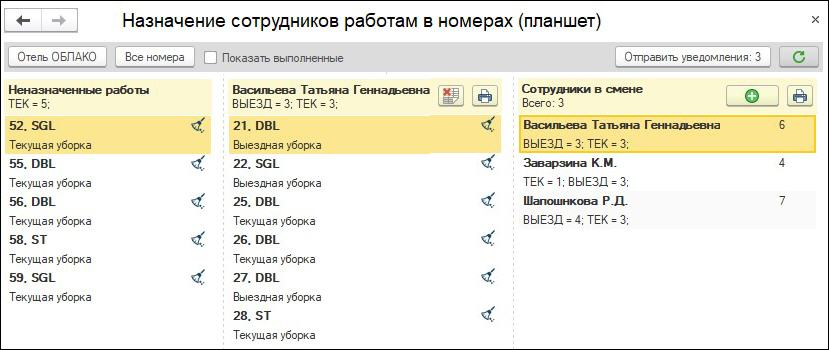 Назначение сотрудников работам в номерах (планшет)
Отель ОБЛАКО
Все номера
Показать выполненные
Отправить уведомления: 3
Неназначенные работы
ТЕК = 5;
52, SGL
Текущая уборка
55, DBL
Текущая уборка
56, DBL
Текущая уборка
58, ST
Текущая уборка
59, SGL
Текущая уборка
Васильева Татьяна Геннадьевна
ВЫЕЗД = 3; ТЕК = 3;
21, DBL
Выездная уборка
22, SGL
Выездная уборка
25, DBL
Текущая уборка
26, DBL
Текущая уборка
27, DBL
Выездная уборка
28, ST
Текущая уборка
Сотрудники в смене
Всего: 3
Васильева Татьяна Геннадьевна 6
ВЫЕЗД = 3; ТЕК = 3;
Заварзина К.М. 4
ТЕК = 1; ВЫЕЗД = 3;
Шапошнкова Р.Д. 7
ВЫЕЗД = 4; ТЕК = 3;